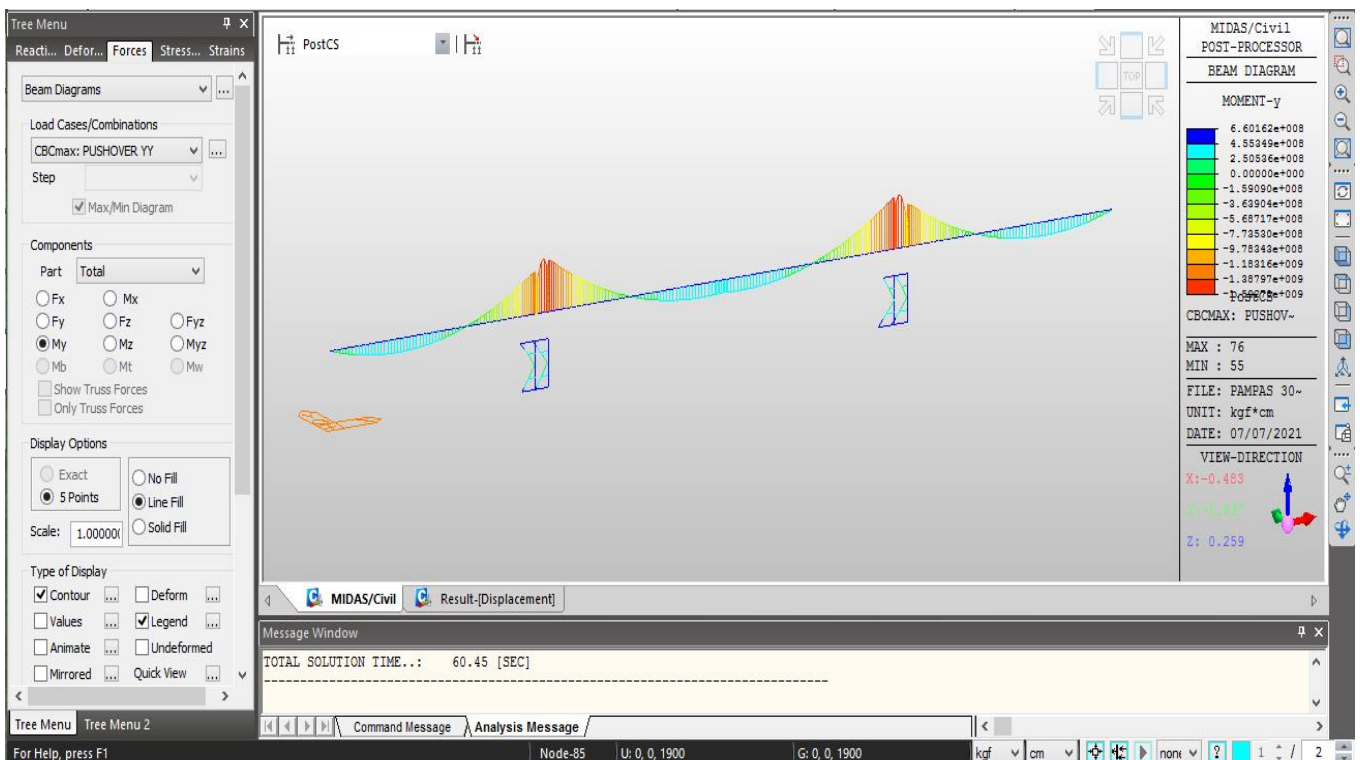 Tree Menu
Reacti... Defor... Forces Stress... Strains
Beam Diagrams
...
Load Cases/Combinations
CBCmax: PUSHOVER YY
...
Step
Max/Min Diagram
Components
Part Total
Fx Mx
Fy Fz Fyz
My Mz Myz
Mb Mt Mw
Show Truss Forces
Only Truss Forces
Display Options
Exact
5 Points
No Fill
Line Fill
Solid Fill
Scale: 1.00000(
Type of Display
Contour ... Deform ...
Values ... Legend ...
Animate ... Undeformed
Mirrored ... Quick View ...
Tree Menu Tree Menu 2
PostCS
TOP
MIDAS/Civil
POST-PROCESSOR
BEAM DIAGRAM
MOMENT-y
6.60162e+008
4.55349e+008
2.50536e+008
0.00000e+000
-1.59090e+008
-3.63904e+008
-5.68717e+008
-7.73530e+008
-9.78343e+008
-1.18316e+009
-1.38797e+009
PostCS
CBCMAX: PUSHOV~
MAX : 76
MIN : 55
FILE: PAMPAS 30~
UNIT: kgf*cm
DATE: 07/07/2021
VIEW-DIRECTION
X:-0.483
Z: 0.259
MIDAS/Civil Result-[Displacement]
Message Window
TOTAL SOLUTION TIME..: 60.45 [SEC]
Command Message Analysis Message
For Help, press F1
Node-85
U: 0, 0, 1900
G: 0, 0, 1900
kgf cm
none
? 1 / 2